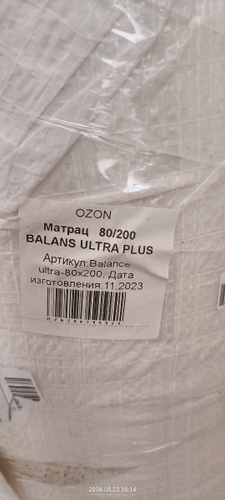 OZON
Матрац 80/200
BALANS ULTRA PLUS
Артикул:Balance
ultra-80x200, Дата
изготовления:11.2023
2024.05.23 18:14